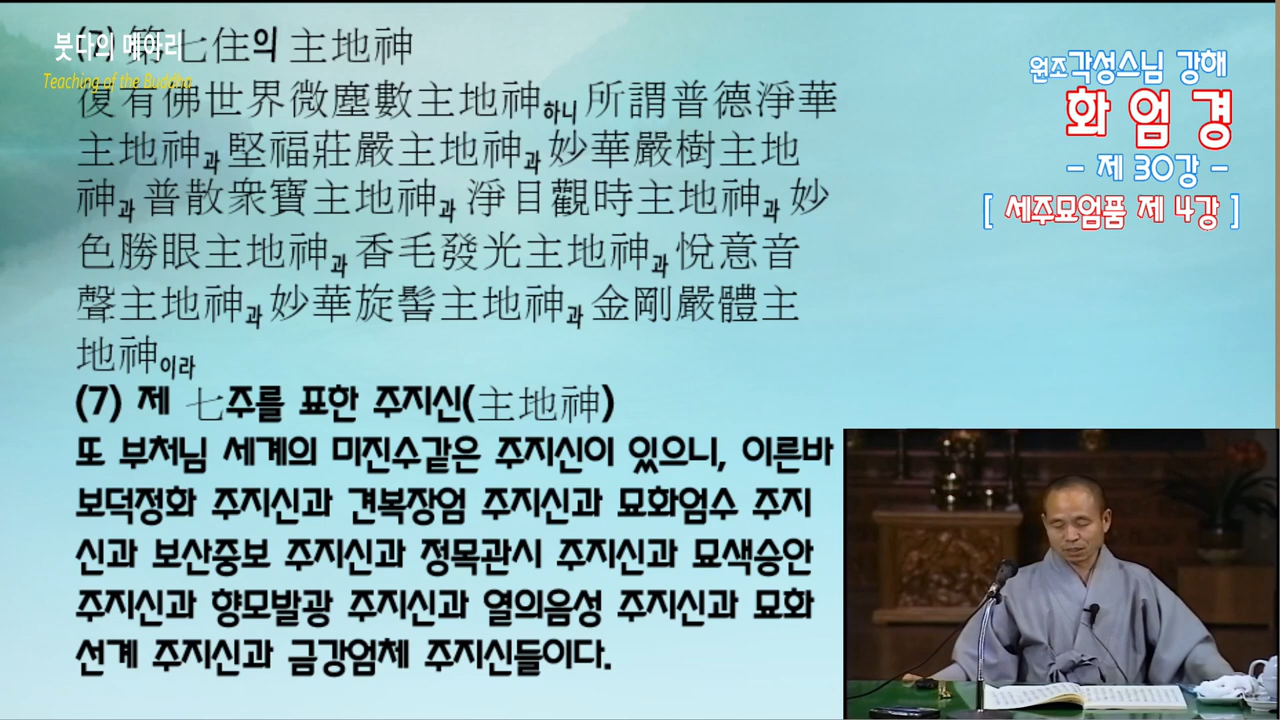 (7) 第七住의 主地神
붓다의 메아리
Teaching of the Buddha
復有佛世界微塵數主地神하니 所謂普德淨華
主地神과 堅福莊嚴主地神과 妙華嚴樹主地
神과 普散衆寶主地神과 淨目觀時主地神과 妙
色勝眼主地神과 香毛發光主地神과 悅意音
聲主地神과 妙華旋髻主地神과 金剛嚴體主
地神이라
(7) 제 七주를 표한 주지신(主地神)
또 부처님 세계의 미진수같은 주지신이 있으니, 이른바
보덕정화 주지신과 견복장엄 주지신과 묘화엄수 주지
신과 보산중보 주지신과 정목관시 주지신과 묘색승안
주지신과 향모발광 주지신과 열의음성 주지신과 묘화
선계 주지신과 금강엄체 주지신들이다.
원조각성스님 강해
화 엄 경
- 제 30강 -
[ 세주묘엄품 제 4강 ]